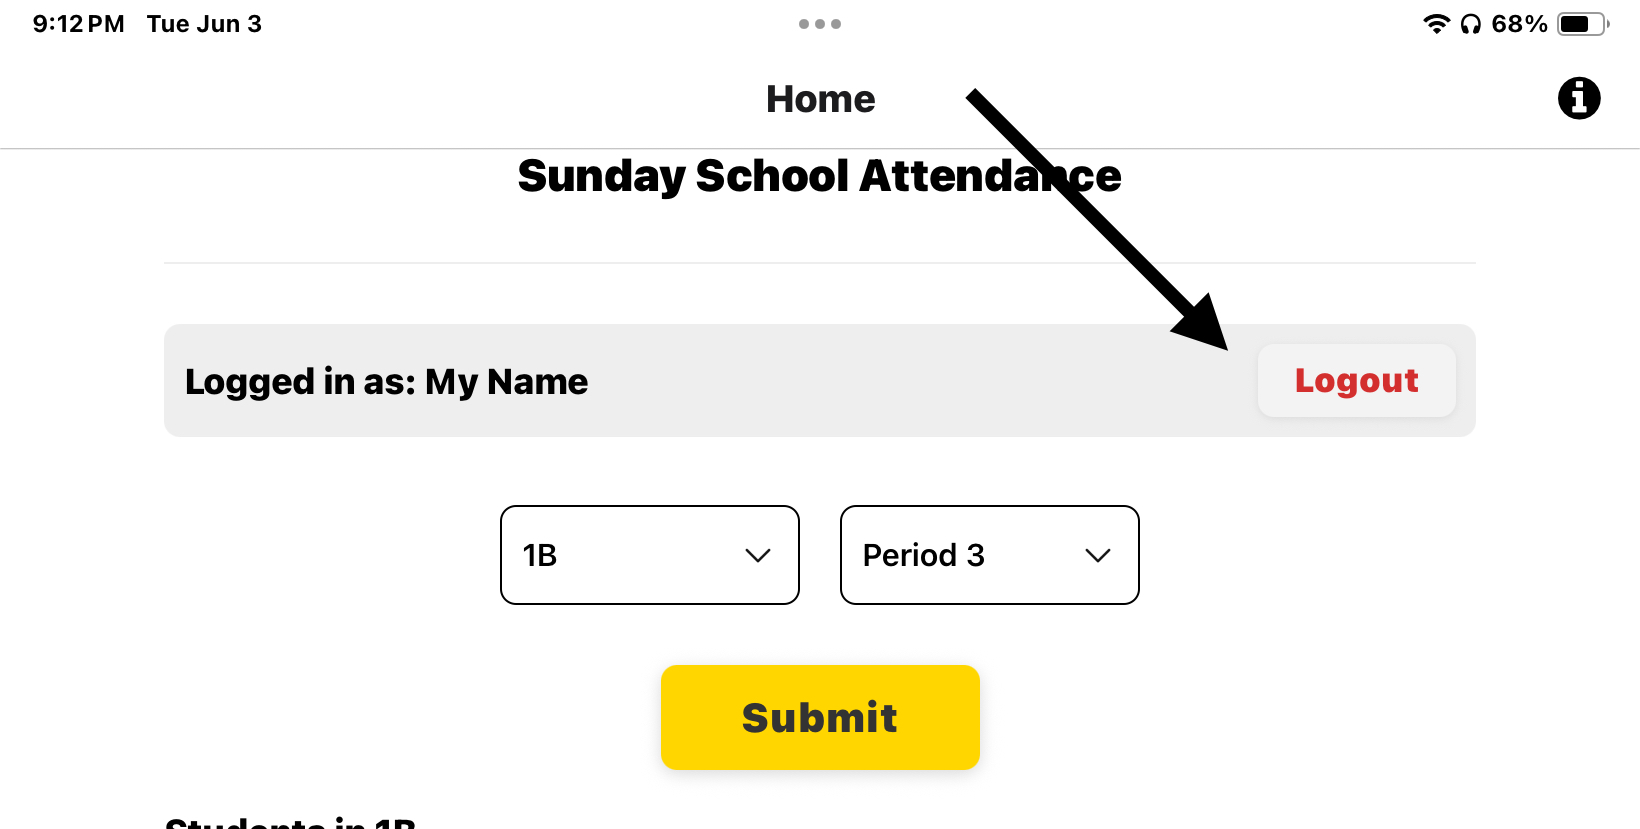 9:12 PM Tue Jun 3 68%
Home
Sunday School Attendance
Logged in as: My Name Logout
1B Period 3
Submit
Students in 1B